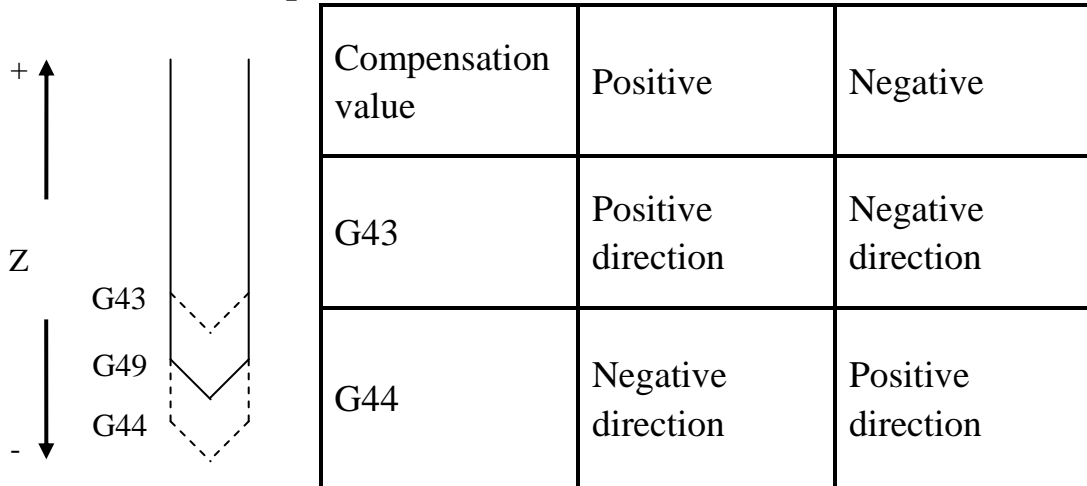 +
Z
G43
G49
G44
-
Compensation
value
Positive
Negative
G43
Positive
direction
Negative
direction
G44
Negative
direction
Positive
direction